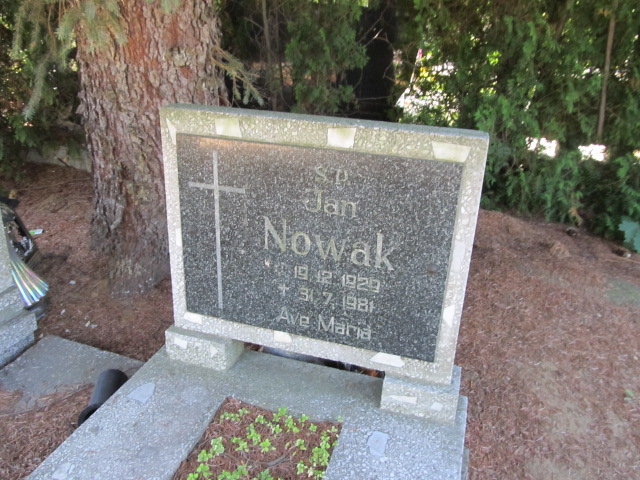 Ś.P.
Jan
Nowak
* 19.12.1929
+ 31.7.1981
Ave Maria